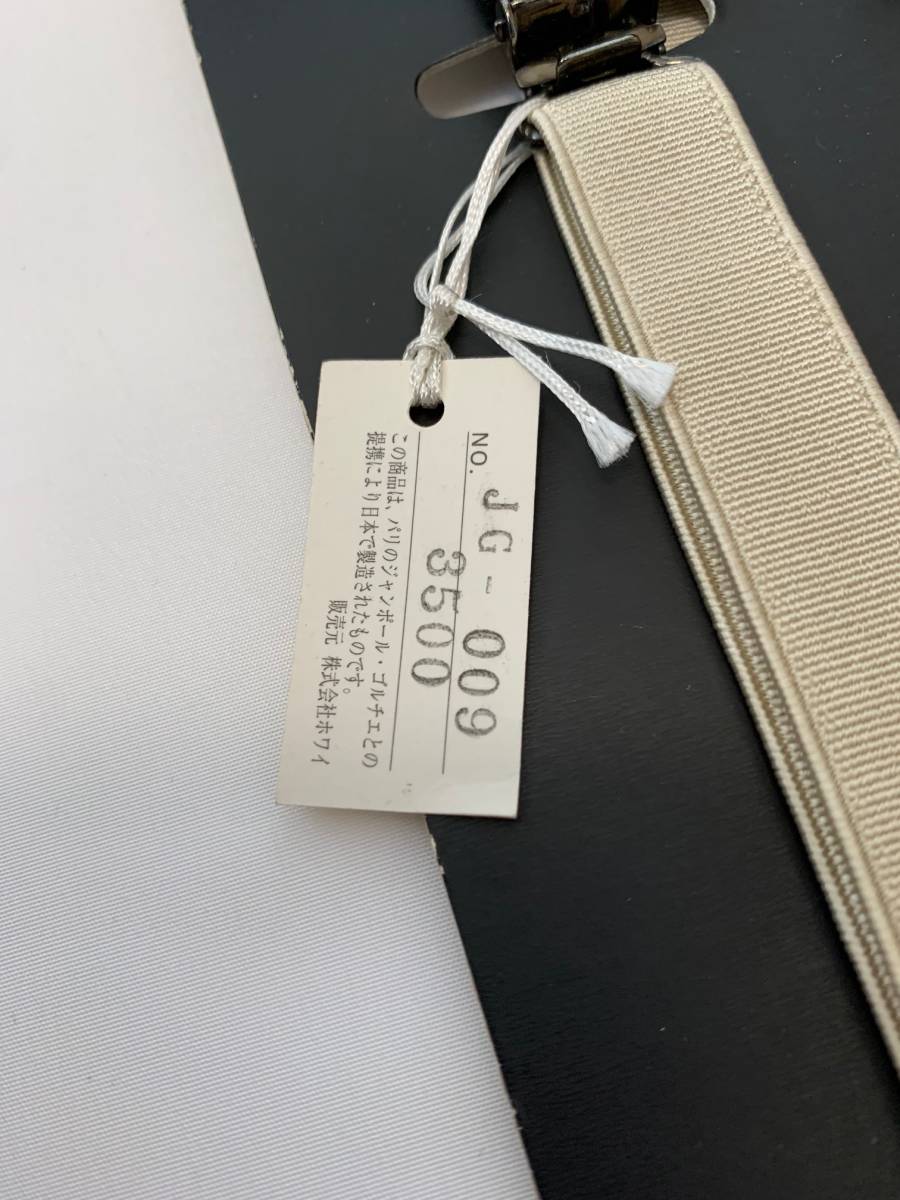 NO. JG-009
3500
この商品は、パリのジャンポール・ゴルチエとの
提携により日本で製造されたものです。
販売元 株式会社ホワイ